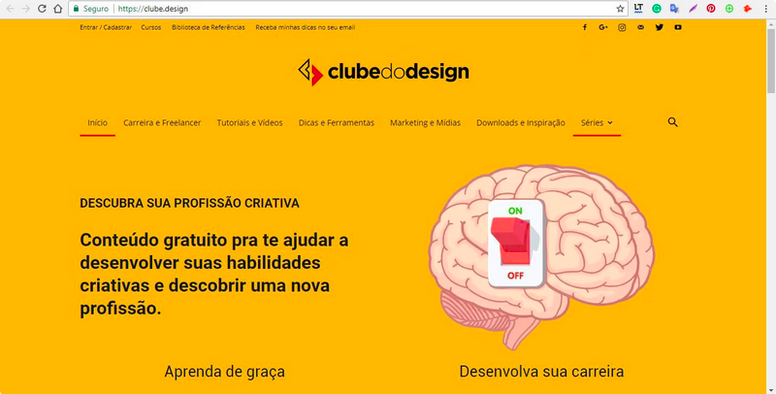 Seguro | https://clube.design
Entrar / Cadastrar Cursos Biblioteca de Referências Receba minhas dicas no seu email
clubedodesign
Início Carreira e Freelancer Tutoriais e Vídeos Dicas e Ferramentas Marketing e Mídias Downloads e Inspiração Séries
DESCUBRA SUA PROFISSÃO CRIATIVA
Conteúdo gratuito pra te ajudar a
desenvolver suas habilidades
criativas e descobrir uma nova
profissão.
ON
OFF
Aprenda de graça Desenvolva sua carreira